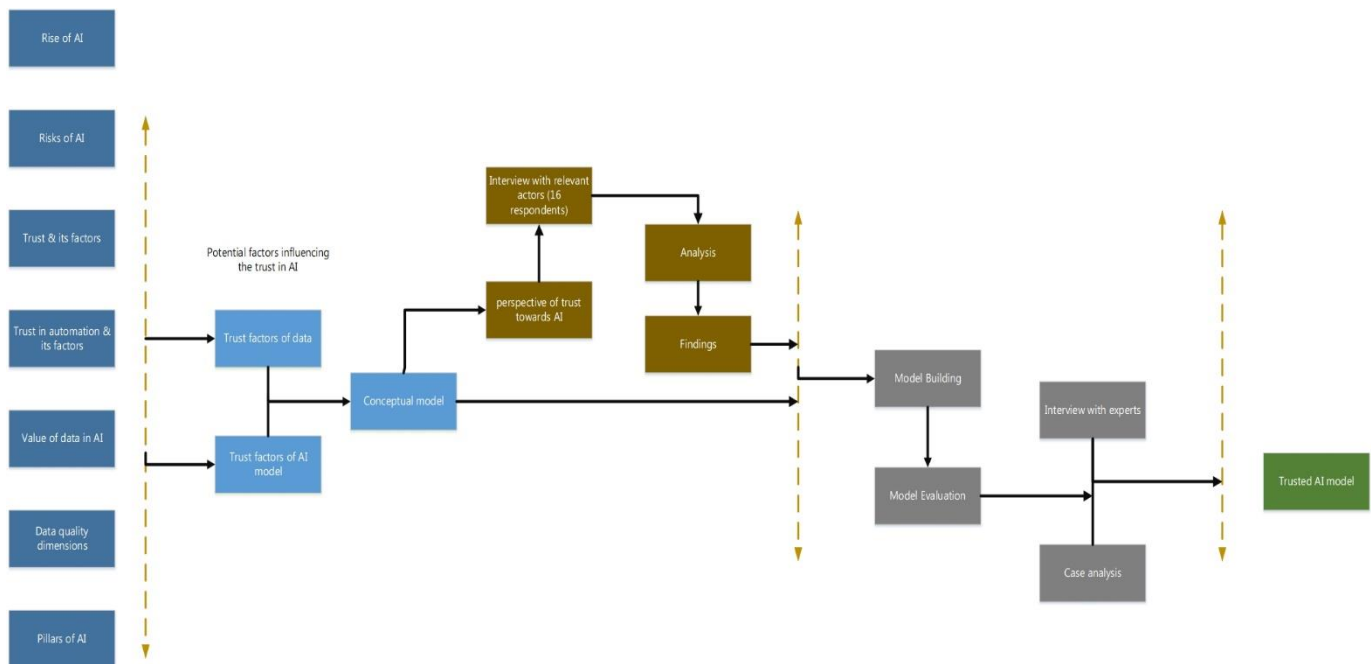 Rise of AI
Risks of AI
Trust & its factors
Trust in automation &
its factors
Value of data in AI
Data quality
dimensions
Pillars of AI
Potential factors influencing
the trust in AI
Trust factors of data
Trust factors of AI
model
Conceptual model
Interview with relevant
actors (16
respondents)
perspective of trust
towards AI
Analysis
Findings
Model Building
Model Evaluation
Interview with experts
Case analysis
Trusted AI model